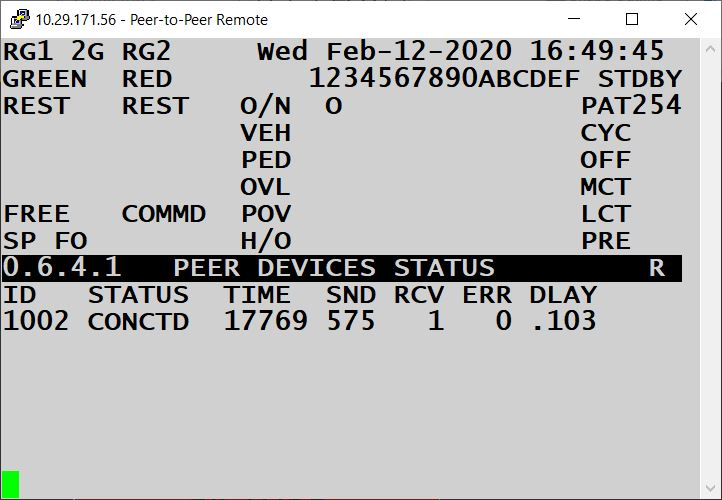 10.29.171.56 - Peer-to-Peer Remote
RG1 2G RG2     Wed Feb-12-2020 16:49:45
GREEN  RED        1234567890ABCDEF STDBY
REST   REST   O/N  O              PAT254
              VEH                 CYC
              PED                 OFF
              OVL                 MCT
FREE   COMMD  POV                 LCT
SP FO         H/O                 PRE
0.6.4.1   PEER DEVICES STATUS         R
ID   STATUS  TIME  SND RCV ERR DLAY
1002 CONCTD  17769 575   1   0 .103